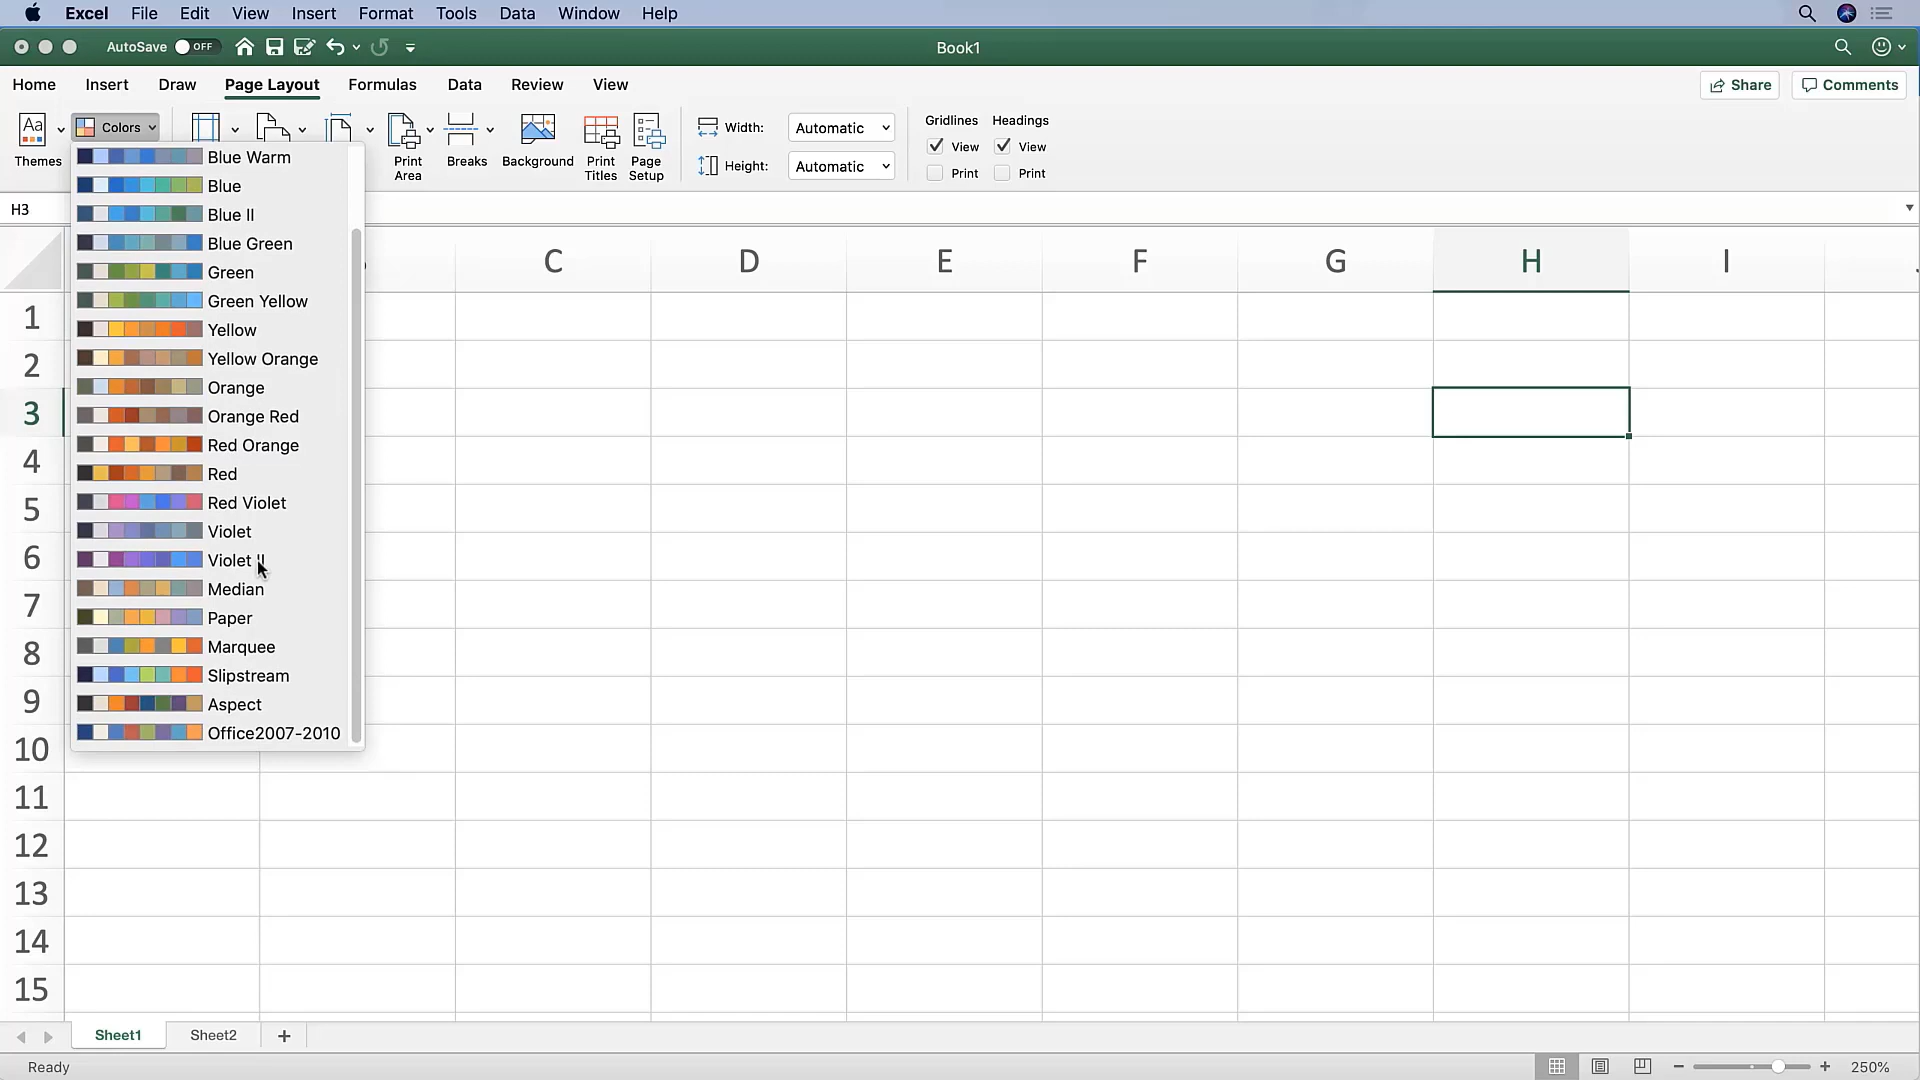 Excel File Edit View Insert Format Tools Data Window Help
AutoSave OFF
Book1
Home Insert Draw Page Layout Formulas Data Review View
Share Comments
Aa
Themes
Colors
Print
Area
Breaks
Background
Print
Titles
Page
Setup
Width: Automatic
Height: Automatic
Gridlines Headings
View View
Print Print
H3
Blue Warm
Blue
Blue II
Blue Green
Green
Green Yellow
Yellow
Yellow Orange
Orange
Orange Red
Red Orange
Red
Red Violet
Violet
Violet II
Median
Paper
Marquee
Slipstream
Aspect
Office2007-2010
C D E F G H I
1
2
3
4
5
6
7
8
9
10
11
12
13
14
15
Sheet1 Sheet2 +
Ready
250%